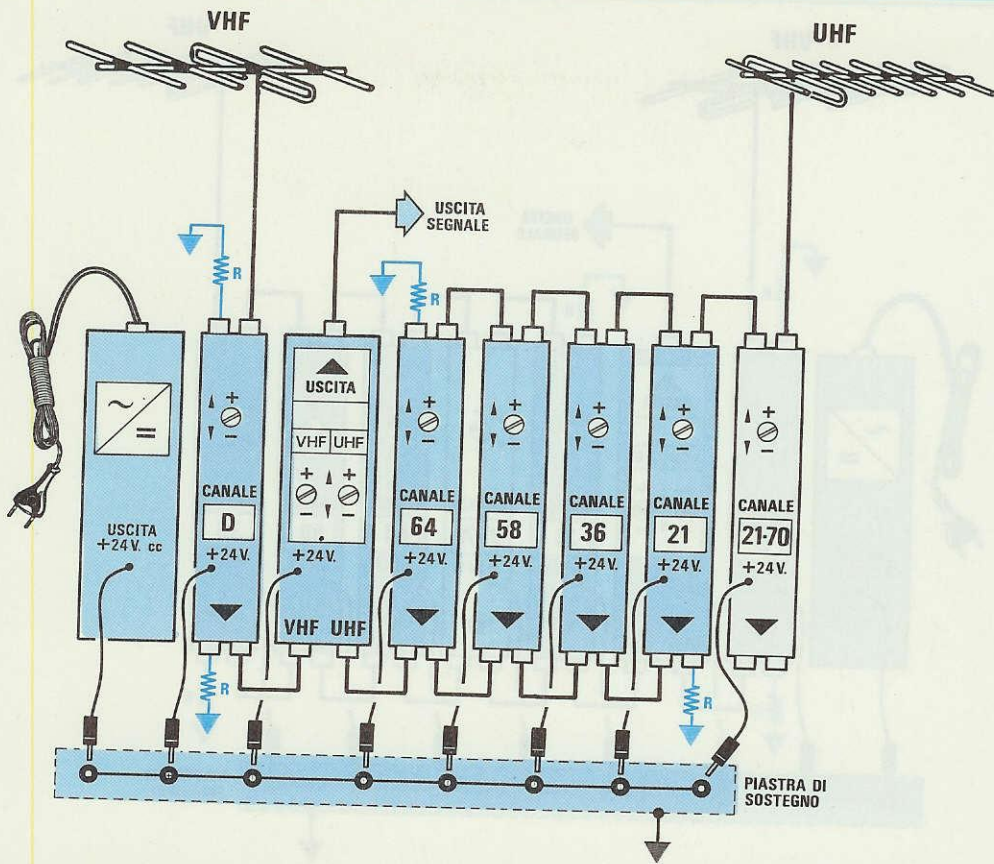 VHF
UHF
USCITA
SEGNALE
R
R
USCITA
VHF UHF
+ +
- -
+
-
+
-
+
-
+
-
+
-
+
-
~
=
CANALE
D
+24V.
USCITA
+24V. cc
+24V.
VHF UHF
CANALE
64
+24V.
CANALE
58
+24V.
CANALE
36
+24V.
CANALE
21
+24V.
CANALE
21-70
+24V.
R
R
PIASTRA DI
SOSTEGNO